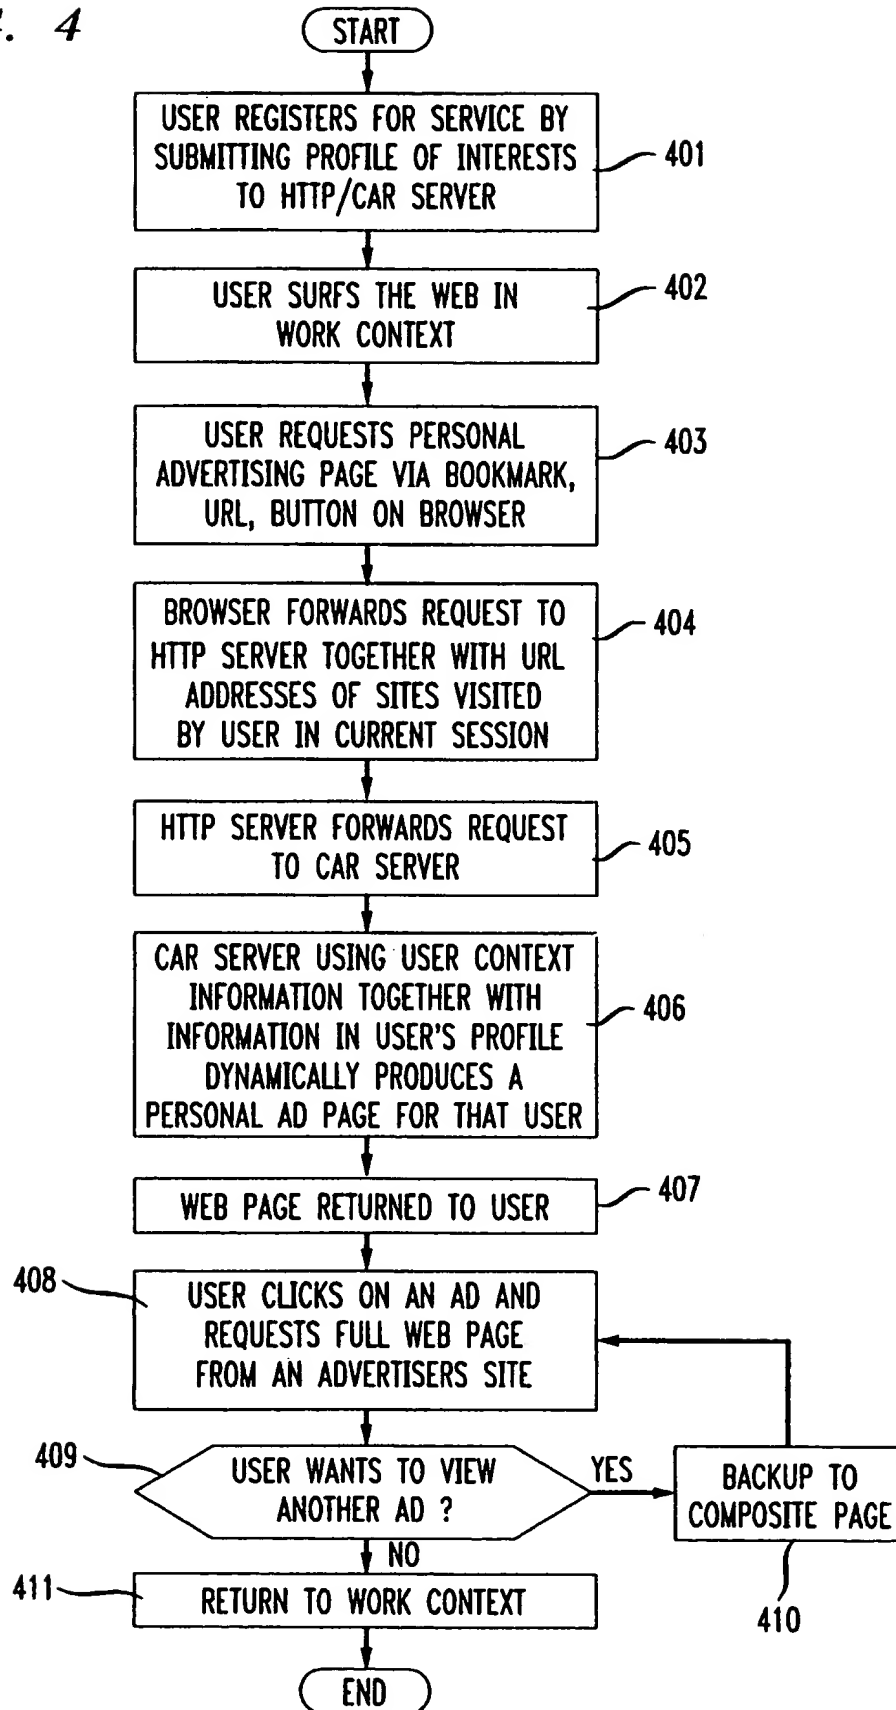 4
START
USER REGISTERS FOR SERVICE BY
SUBMITTING PROFILE OF INTERESTS
TO HTTP/CAR SERVER
401
USER SURFS THE WEB IN
WORK CONTEXT
402
USER REQUESTS PERSONAL
ADVERTISING PAGE VIA BOOKMARK,
URL, BUTTON ON BROWSER
403
BROWSER FORWARDS REQUEST TO
HTTP SERVER TOGETHER WITH URL
ADDRESSES OF SITES VISITED
BY USER IN CURRENT SESSION
404
HTTP SERVER FORWARDS REQUEST
TO CAR SERVER
405
CAR SERVER USING USER CONTEXT
INFORMATION TOGETHER WITH
INFORMATION IN USER'S PROFILE
DYNAMICALLY PRODUCES A
PERSONAL AD PAGE FOR THAT USER
406
WEB PAGE RETURNED TO USER
407
408
USER CLICKS ON AN AD AND
REQUESTS FULL WEB PAGE
FROM AN ADVERTISERS SITE
409
USER WANTS TO VIEW
ANOTHER AD ?
YES
BACKUP TO
COMPOSITE PAGE
410
NO
411
RETURN TO WORK CONTEXT
END